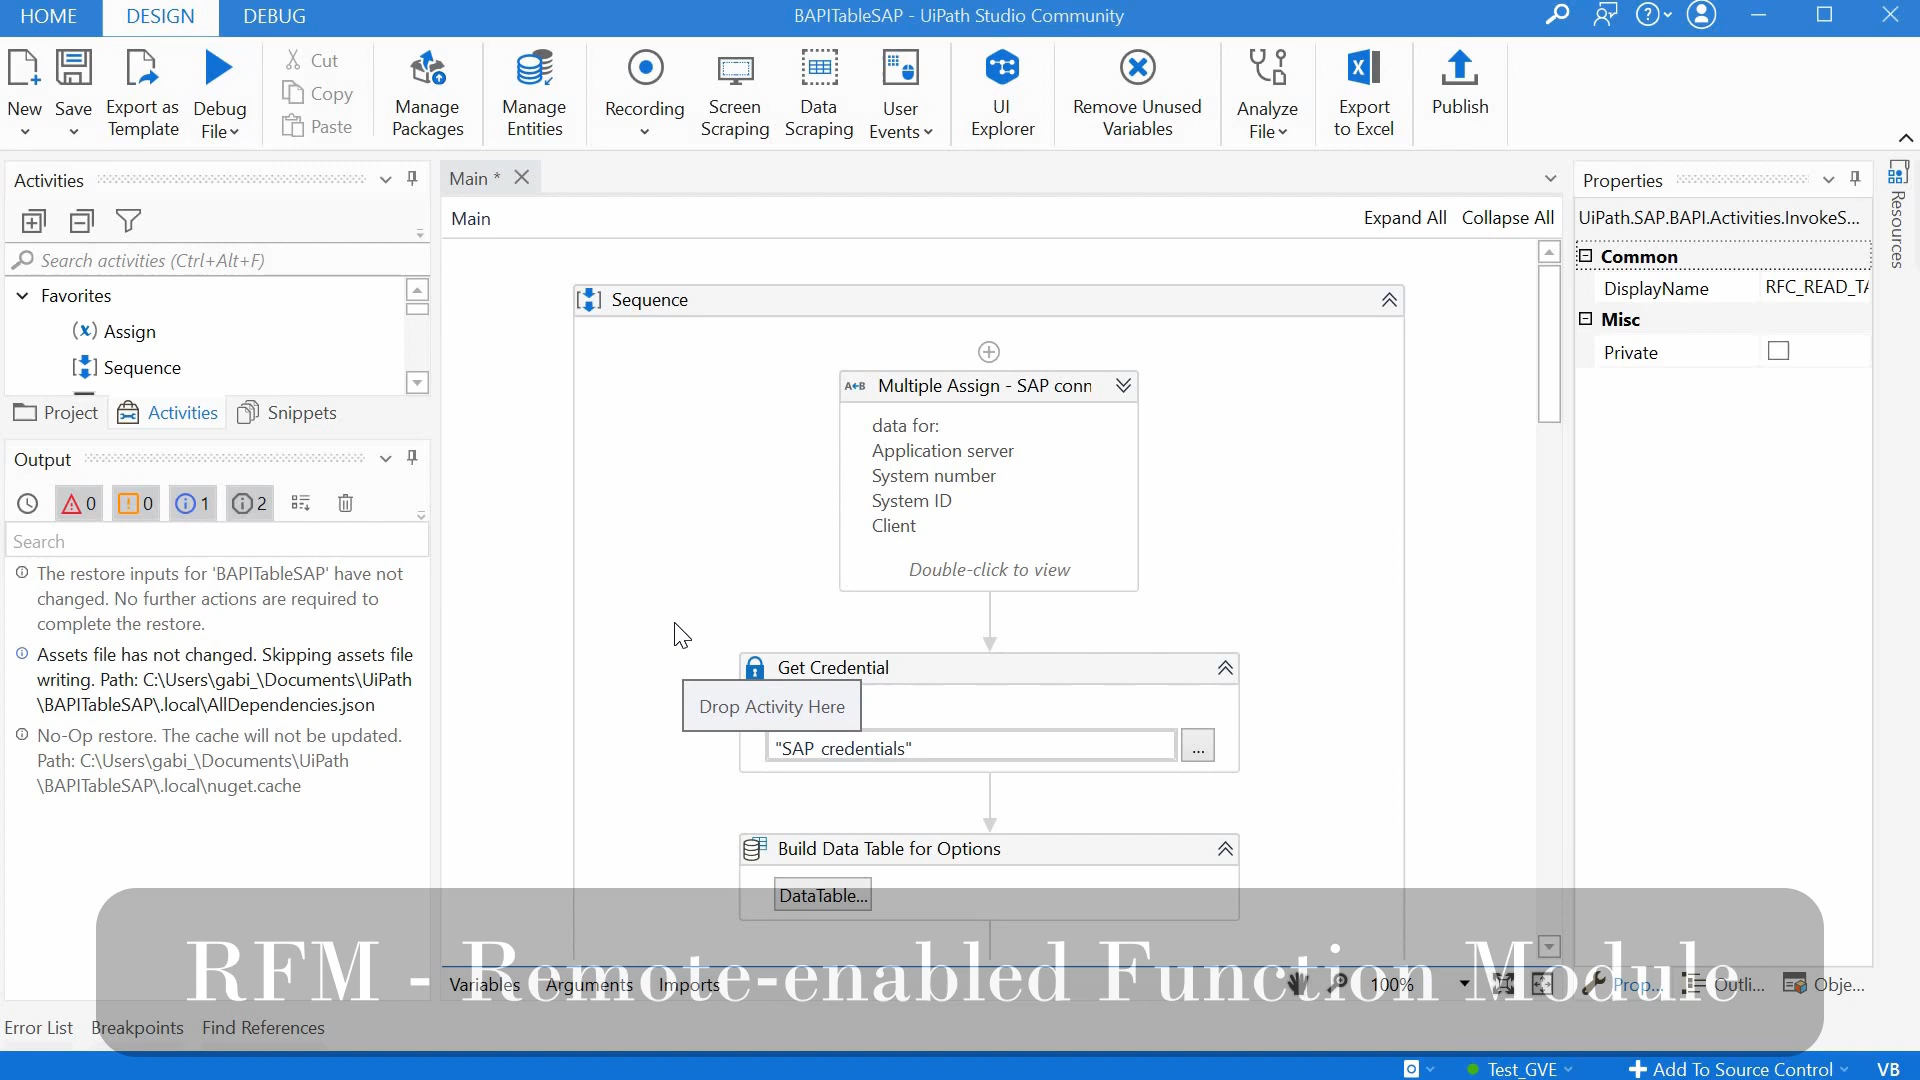 HOME DESIGN DEBUG BAPITableSAP - UiPath Studio Community
New Save Export as Template Debug File Cut Copy Paste Manage Packages Manage Entities Recording Screen Scraping Data Scraping User Events UI Explorer Remove Unused Variables Analyze File Export to Excel Publish
Activities
Search activities (Ctrl+Alt+F)
Favorites
Assign
Sequence
Project Activities Snippets
Output
0 0 1 2
Search
The restore inputs for 'BAPITableSAP' have not
changed. No further actions are required to
complete the restore.
Assets file has not changed. Skipping assets file
writing. Path: C:\Users\gabi_\Documents\UiPath
\BAPITableSAP\.local\AllDependencies.json
No-Op restore. The cache will not be updated.
Path: C:\Users\gabi_\Documents\UiPath
\BAPITableSAP\.local\nuget.cache
Main *
Main Expand All Collapse All
Sequence
A←B Multiple Assign - SAP conn
data for:
Application server
System number
System ID
Client
Double-click to view
Get Credential
Drop Activity Here
"SAP credentials" ...
Build Data Table for Options
DataTable...
Properties
UiPath.SAP.BAPI.Activities.InvokeS...
Common
DisplayName RFC_READ_TA
Misc
Private
Resources
RFM - Remote-enabled Function Module
Variables Arguments Imports 100% Prop... Outli... Obje...
Error List Breakpoints Find References
Test_GVE Add To Source Control VB